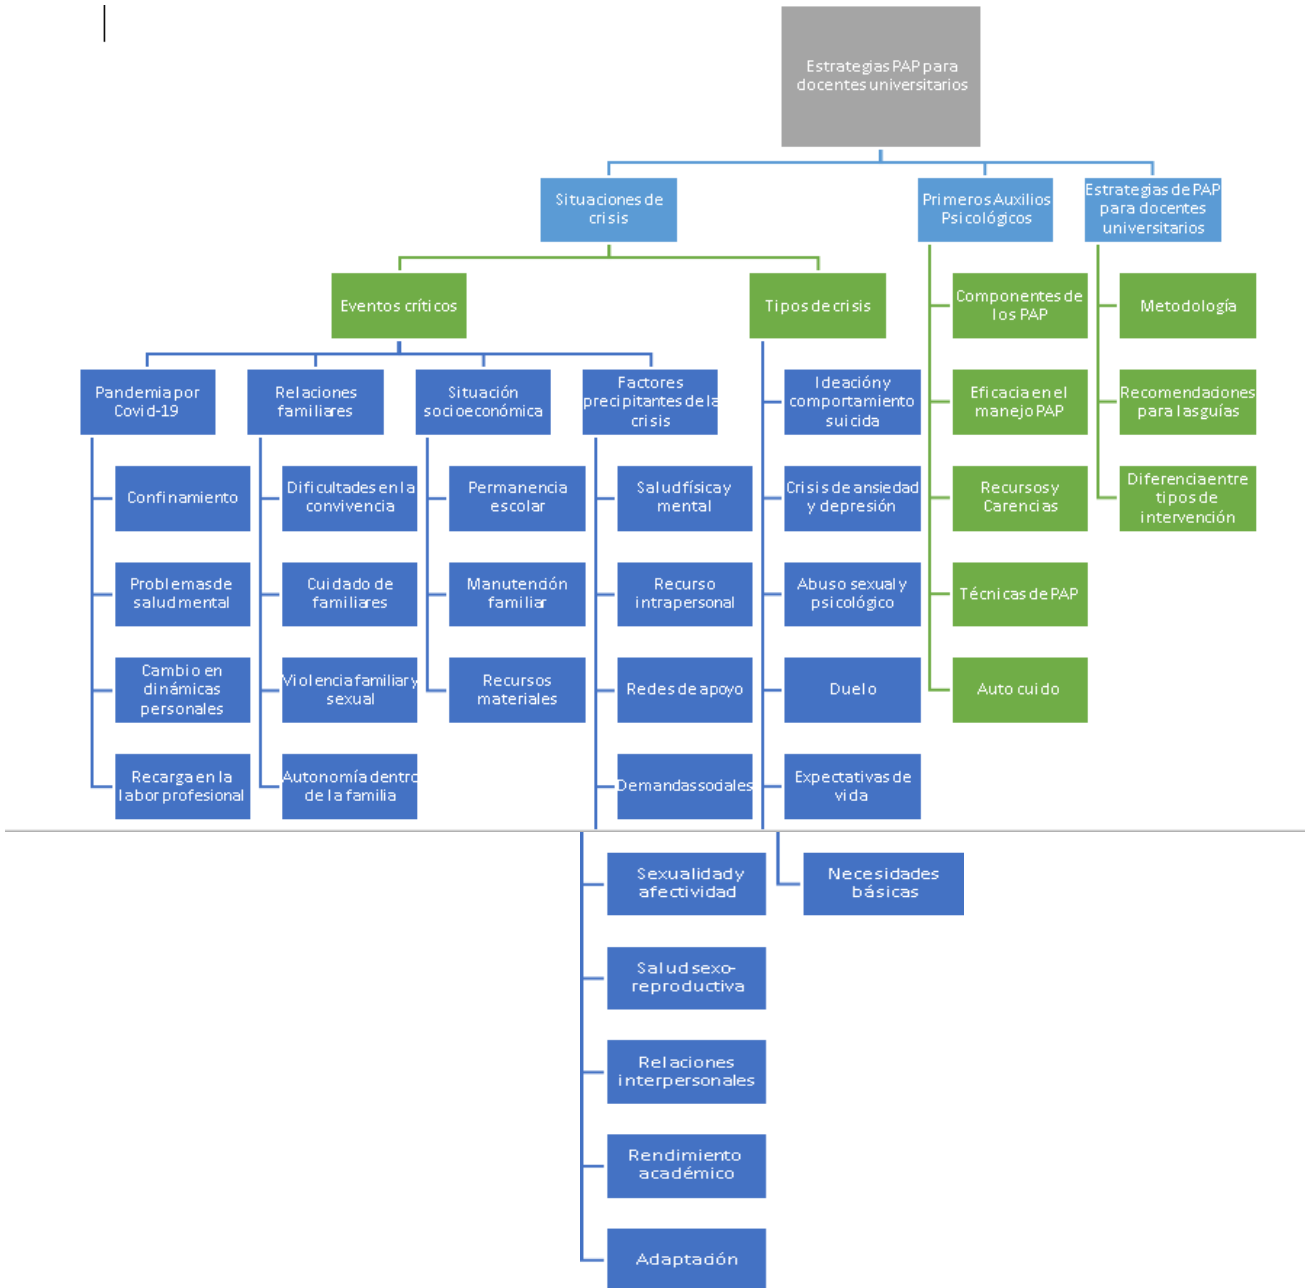 Estrategias PAP para
docentes universitarios
Situaciones de
crisis
Primeros Auxilios
Psicológicos
Estrategias de PAP
para docentes
universitarios
Eventos críticos
Tipos de crisis
Componentes de
los PAP
Metodología
Pandemia por
Covid-19
Relaciones
familiares
Situación
socioeconómica
Factores
precipitantes de la
crisis
Ideación y
comportamiento
suicida
Eficacia en el
manejo PAP
Recomendaciones
para las guías
Confinamiento
Dificultades en la
convivencia
Permanencia
escolar
Salud física y
mental
Crisis de ansiedad
y depresión
Recursos y
Carencias
Diferencia entre
tipos de
intervención
Problemas de
salud mental
Cuidado de
familiares
Manutención
familiar
Recurso
intrapersonal
Abuso sexual y
psicológico
Técnicas de PAP
Cambio en
dinámicas
personales
Violencia familiar y
sexual
Recursos
materiales
Redes de apoyo
Duelo
Auto cuido
Recarga en la
labor profesional
Autonomía dentro
de la familia
Demandas sociales
Expectativas de
vida
Sexualidad y
afectividad
Necesidades
básicas
Salud sexo-
reproductiva
Relaciones
interpersonales
Rendimiento
académico
Adaptación